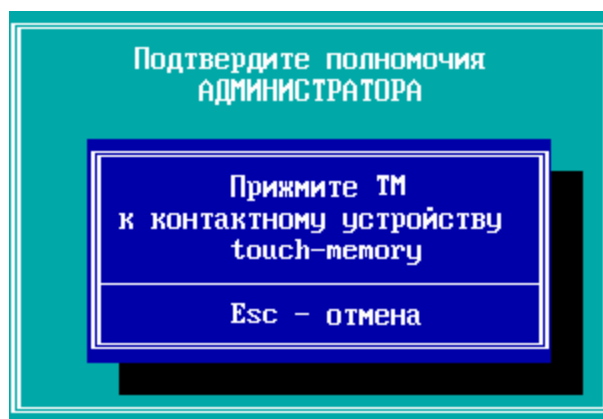 Подтвердите полномочия
АДМИНИСТРАТОРА
Прижмите ТМ
к контактному устройству
touch-memory
Esc - отмена